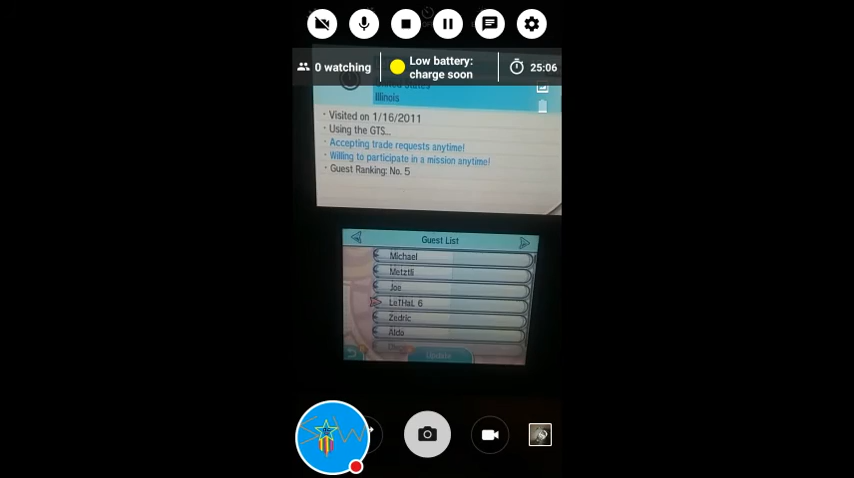 0 watching
Low battery:
charge soon
25:06
United States
Illinois
· Visited on 1/16/2011
· Using the GTS...
· Accepting trade requests anytime!
· Willing to participate in a mission anytime!
· Guest Ranking: No. 5
Guest List
Michael
Metztli
Joe
LeTHaL 6
Zedric
Aldo
Update